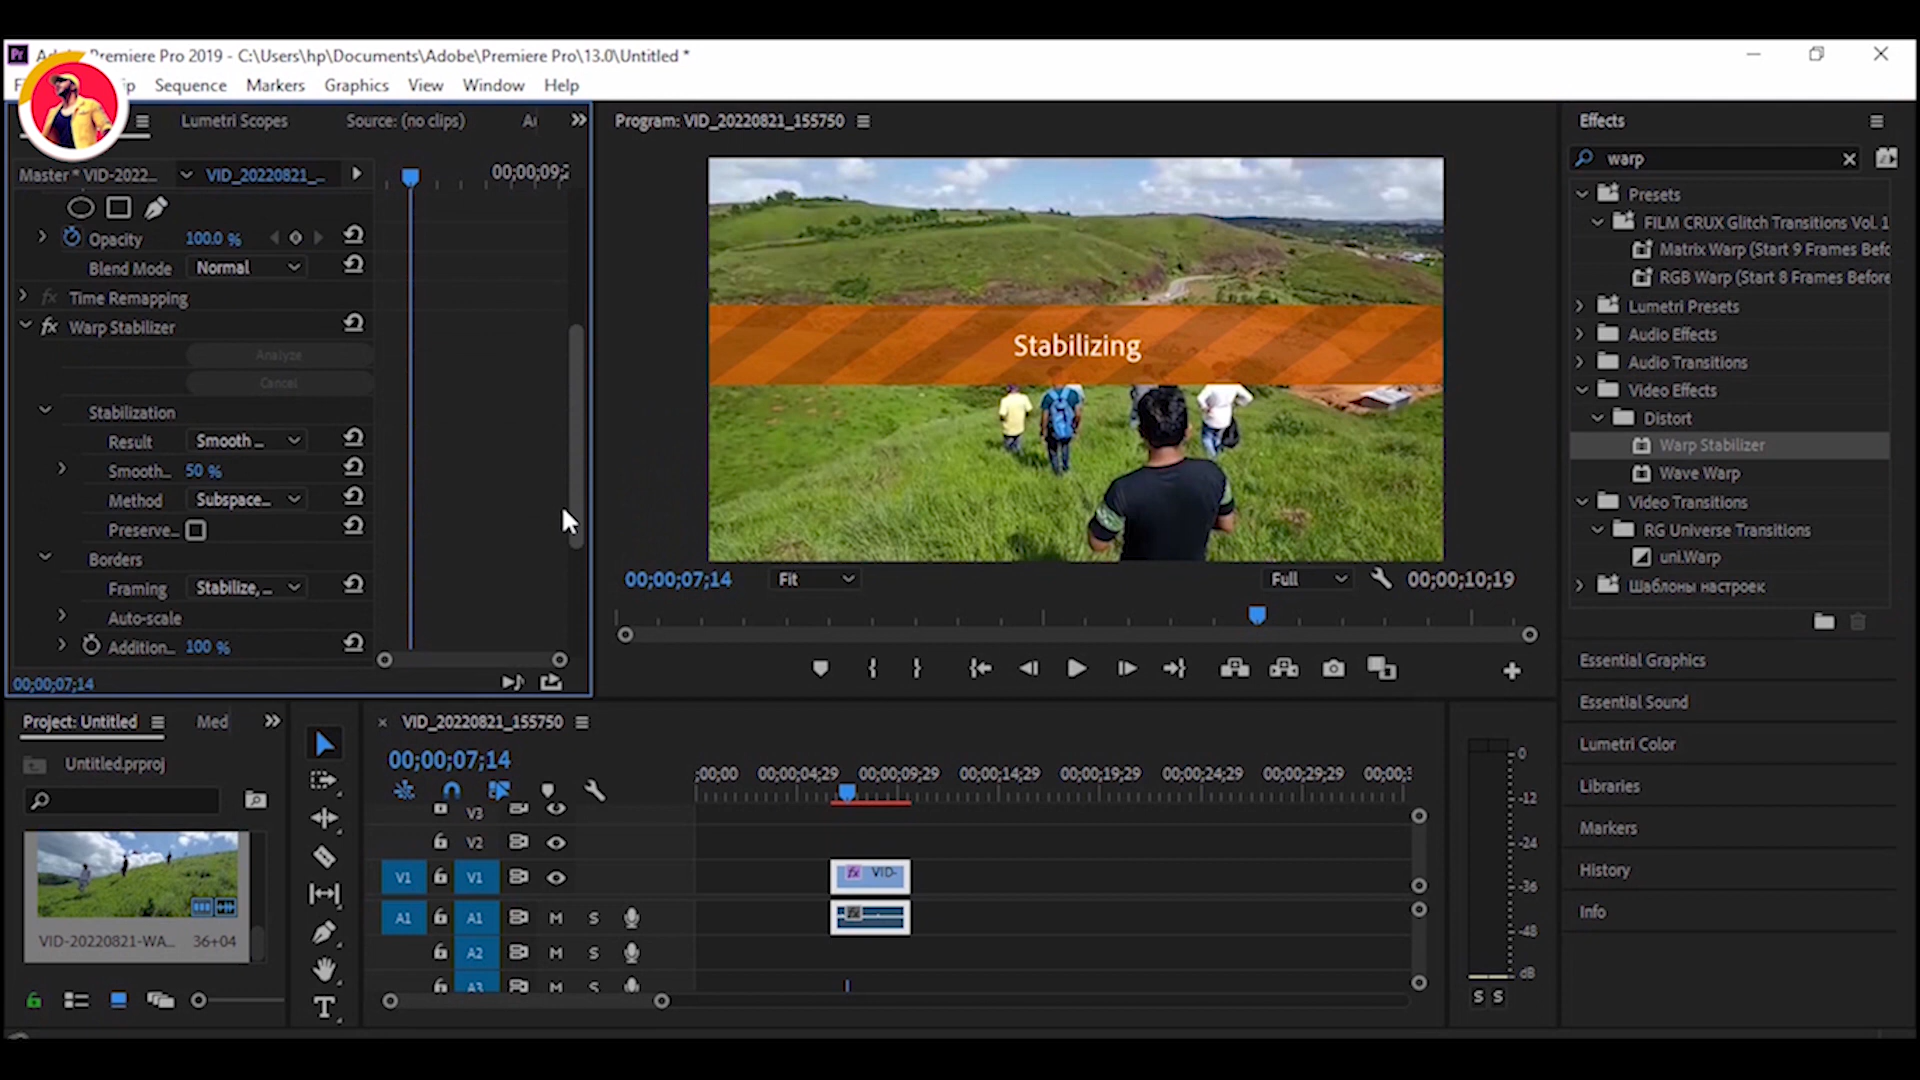 Premiere Pro 2019 - C:\Users\hp\Documents\Adobe\Premiere Pro\13.0\Untitled *
Sequence Markers Graphics View Window Help
Lumetri Scopes Source: (no clips)
Master * VID-2022... VID_20220821_... 00;00;09;2
Opacity 100.0 %
Blend Mode Normal
Time Remapping
fx Warp Stabilizer
Analyze
Cancel
Stabilization
Result Smooth ...
Smooth... 50 %
Method Subspace...
Preserve...
Borders
Framing Stabilize, ...
Auto-scale
Addition... 100 %
00;00;07;14
Program: VID_20220821_155750
Stabilizing
00;00;07;14 Fit Full 00;00;10;19
Effects
warp
Presets
FILM CRUX Glitch Transitions Vol. 1
Matrix Warp (Start 9 Frames Befo
RGB Warp (Start 8 Frames Before
Lumetri Presets
Audio Effects
Audio Transitions
Video Effects
Distort
Warp Stabilizer
Wave Warp
Video Transitions
RG Universe Transitions
uni.Warp
Шаблоны настроек
Essential Graphics
Essential Sound
Lumetri Color
Libraries
Markers
History
Info
Project: Untitled Med
Untitled.prproj
VID-20220821-WA... 36+04
VID_20220821_155750
00;00;07;14
;00;00 00;00;04;29 00;00;09;29 00;00;14;29 00;00;19;29 00;00;24;29 00;00;29;29 00;00;3
V3
V2
V1 V1 fx VID-
A1 A1 M S fx
A2 M S
A3 M S
0
-12
-24
-36
-48
dB
S S